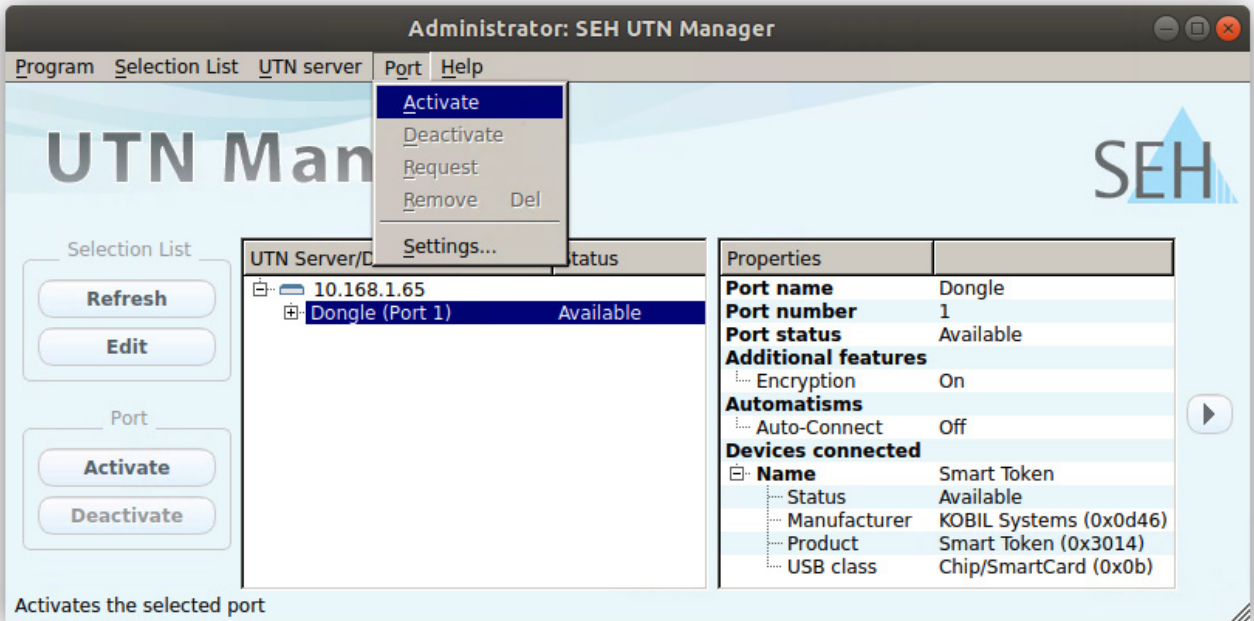 Administrator: SEH UTN Manager
Program Selection List UTN server Port Help
Activate
Deactivate
Request
Remove Del
Settings...
UTN Man
SEH
Selection List
Refresh
Edit
Port
Activate
Deactivate
UTN Server/D Status
10.168.1.65
Dongle (Port 1) Available
Properties
Port name Dongle
Port number 1
Port status Available
Additional features
Encryption On
Automatisms
Auto-Connect Off
Devices connected
Name Smart Token
Status Available
Manufacturer KOBIL Systems (0x0d46)
Product Smart Token (0x3014)
USB class Chip/SmartCard (0x0b)
Activates the selected port